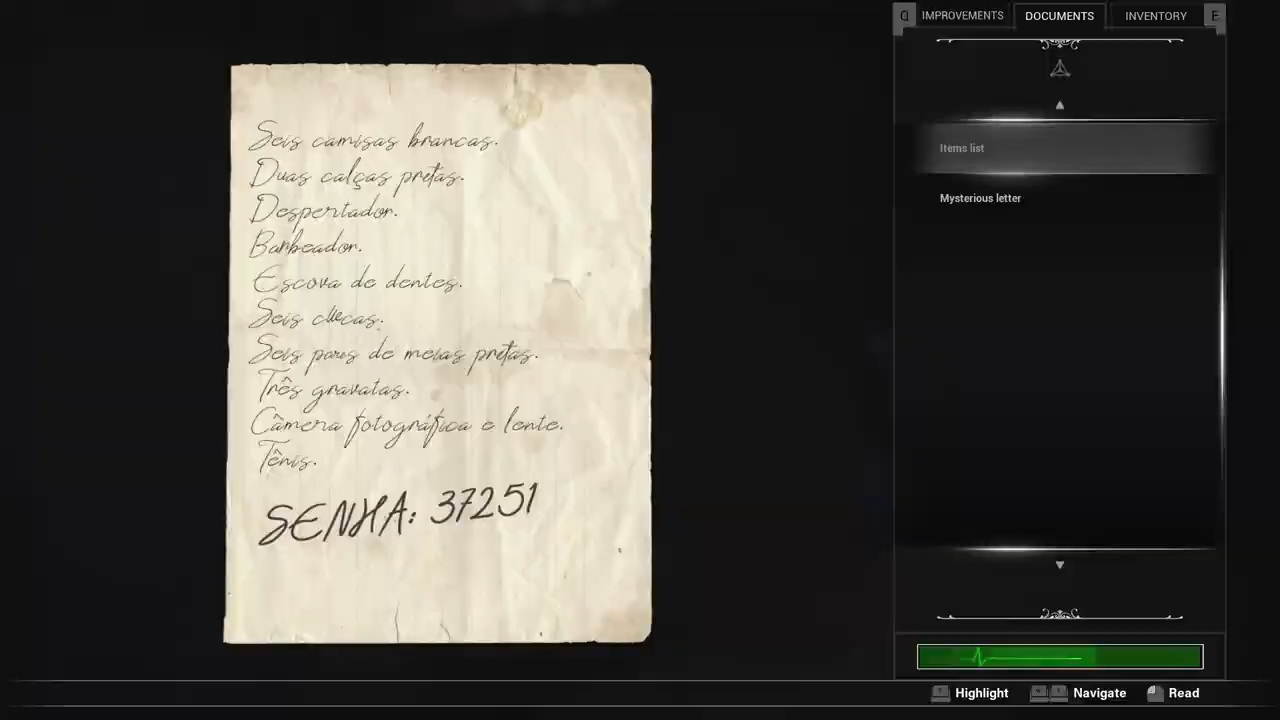 Q IMPROVEMENTS DOCUMENTS INVENTORY E
Seis camisas brancas.
Duas calças pretas.
Despertador.
Barbeador.
Escova de dentes.
Seis cuecas.
Seis pares de meias pretas.
Três gravatas.
Câmera fotográfica e lente.
Tênis.
SENHA: 37251
Items list
Mysterious letter
Highlight Navigate Read